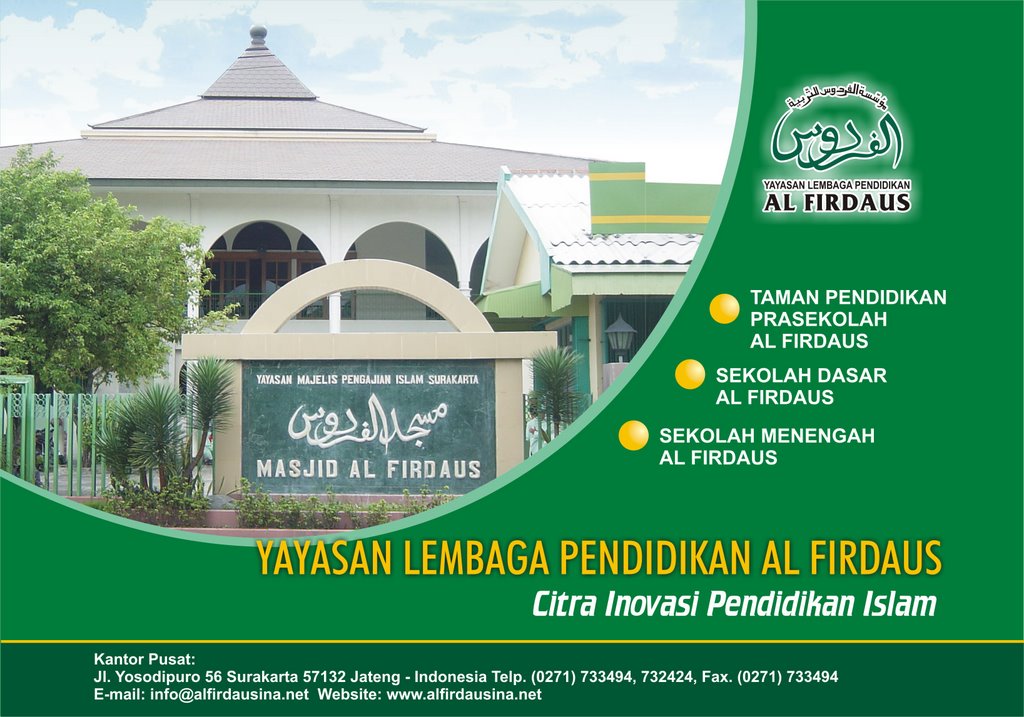 مؤسسة الفردوس للتربية
الفردوس
YAYASAN LEMBAGA PENDIDIKAN
AL FIRDAUS
TAMAN PENDIDIKAN
PRASEKOLAH
AL FIRDAUS
SEKOLAH DASAR
AL FIRDAUS
SEKOLAH MENENGAH
AL FIRDAUS
YAYASAN MAJELIS PENGAJIAN ISLAM SURAKARTA
مسجد الفردوس
MASJID AL FIRDAUS
YAYASAN LEMBAGA PENDIDIKAN AL FIRDAUS
Citra Inovasi Pendidikan Islam
Kantor Pusat:
Jl. Yosodipuro 56 Surakarta 57132 Jateng - Indonesia Telp. (0271) 733494, 732424, Fax. (0271) 733494
E-mail: info@alfirdausina.net  Website: www.alfirdausina.net